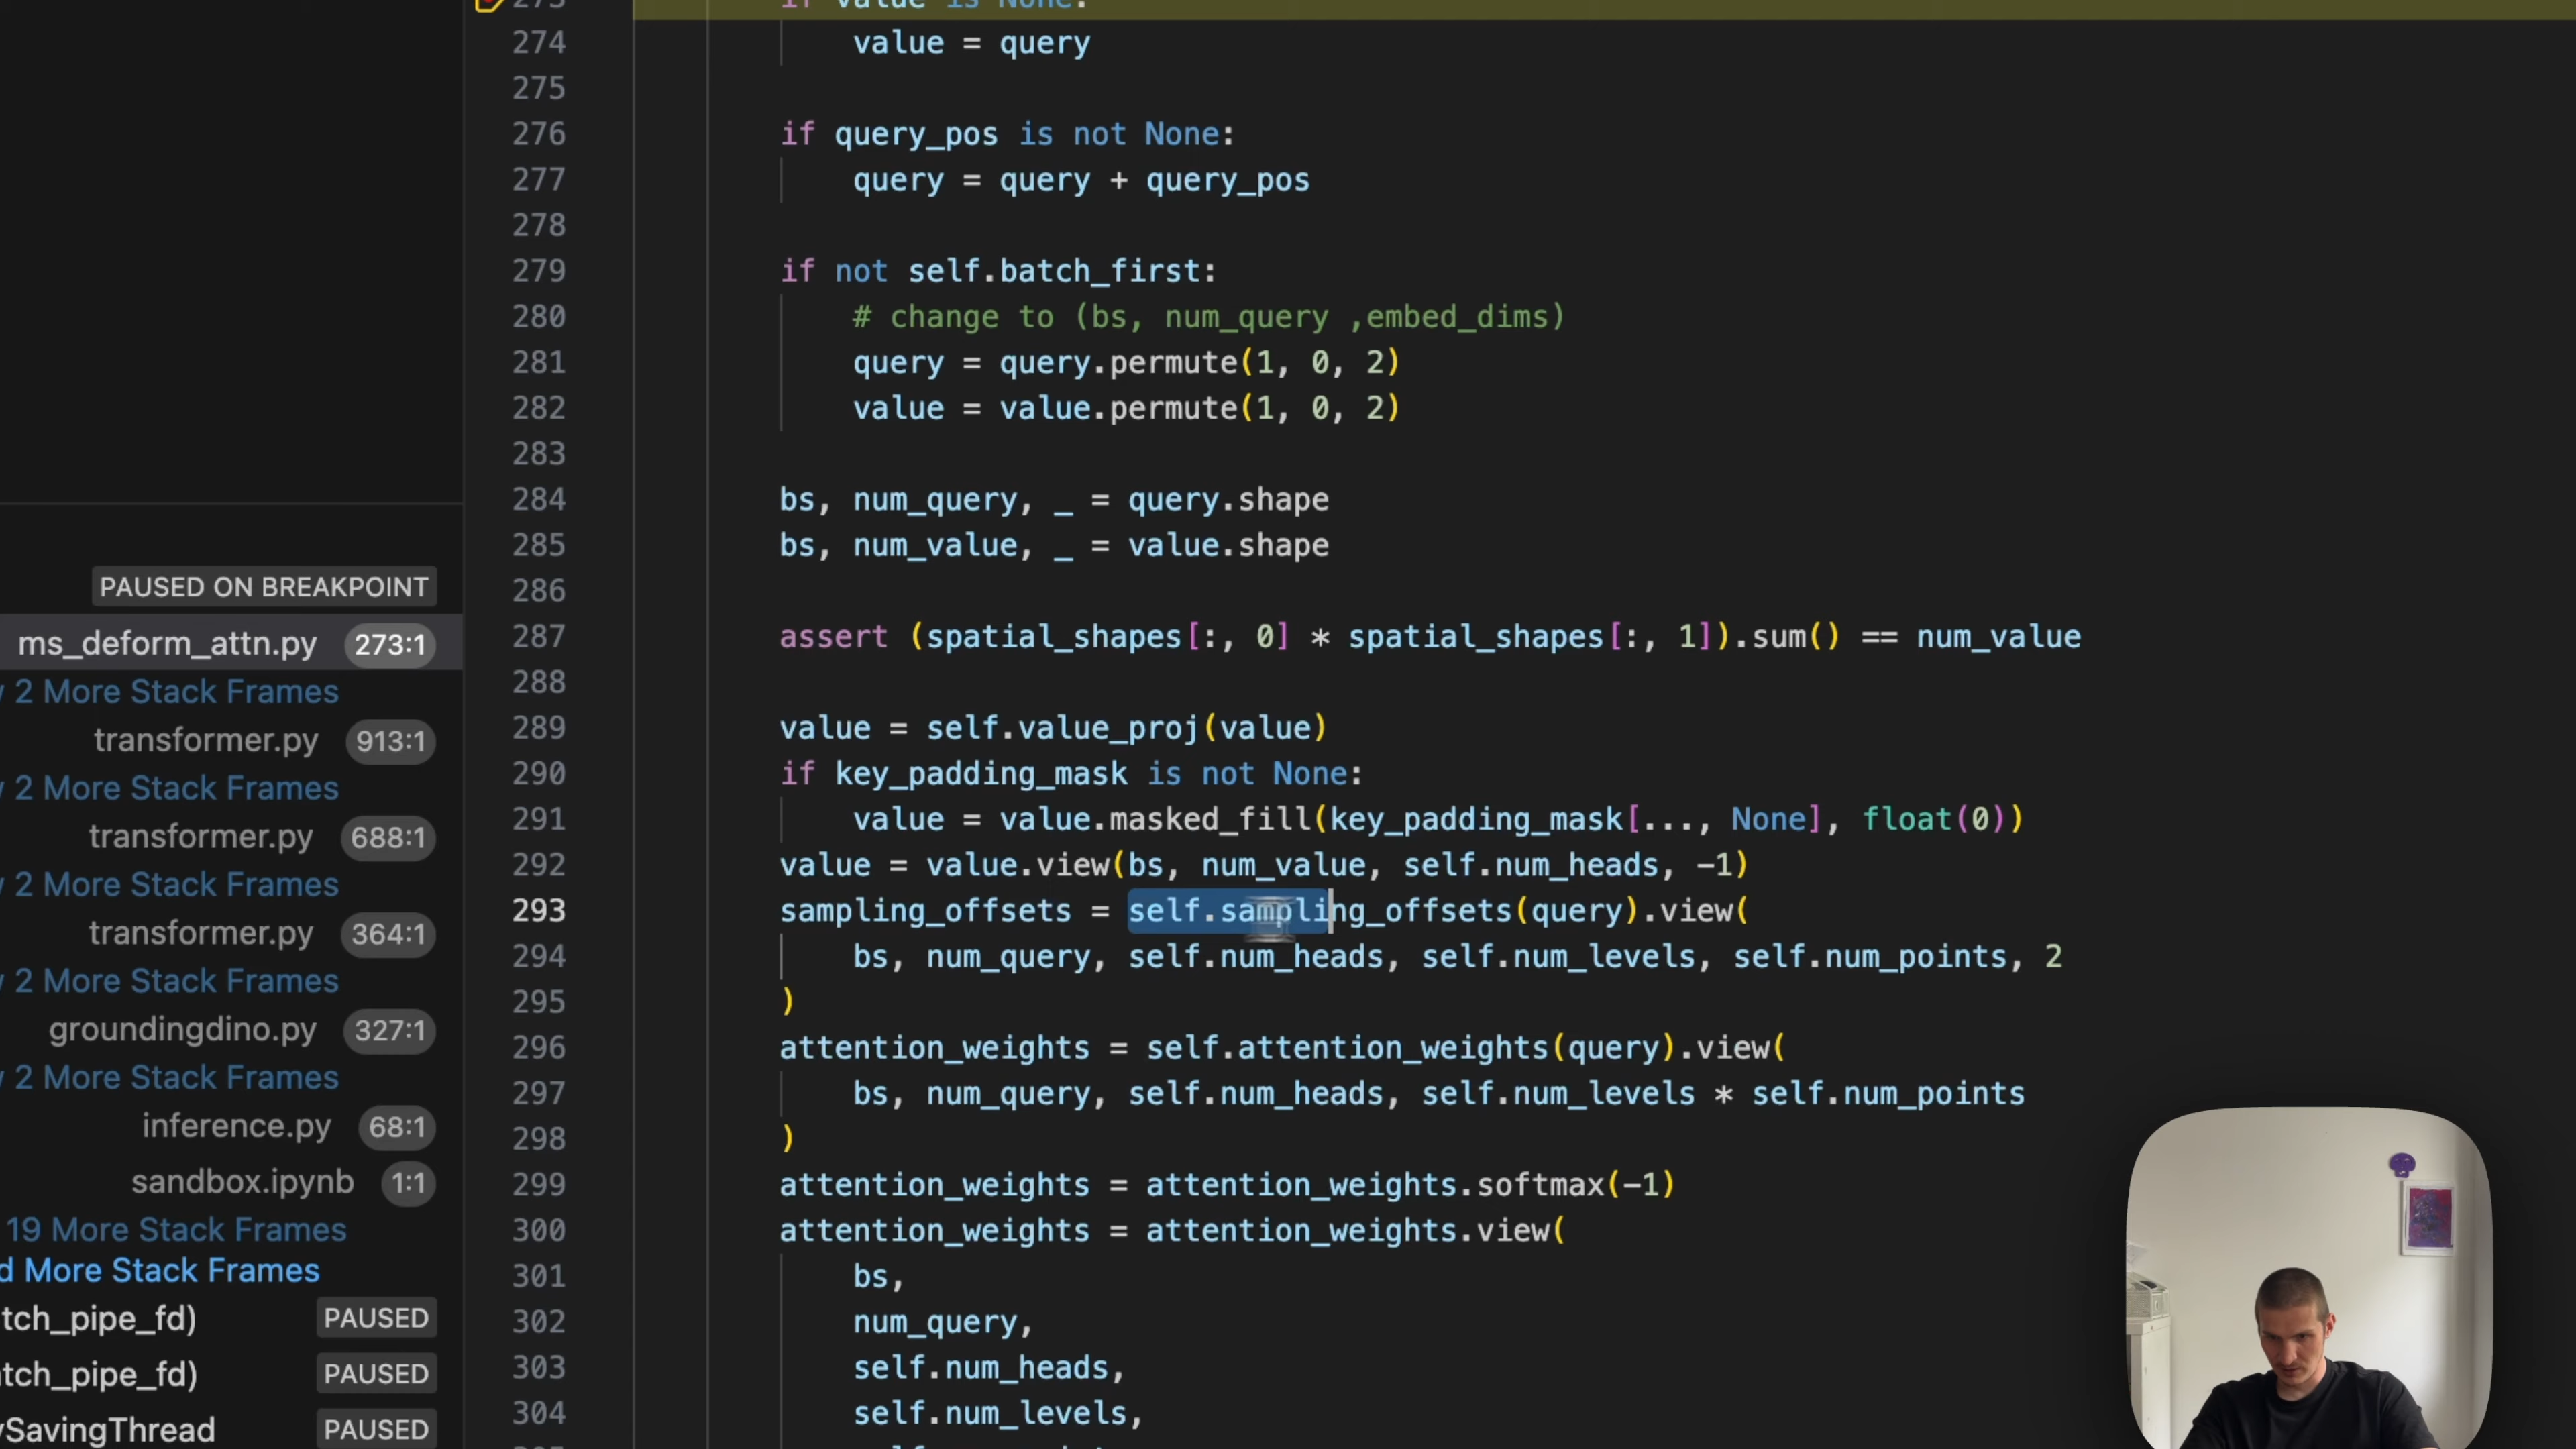 PAUSED ON BREAKPOINT
ms_deform_attn.py 273:1
2 More Stack Frames
transformer.py 913:1
2 More Stack Frames
transformer.py 688:1
2 More Stack Frames
transformer.py 364:1
2 More Stack Frames
groundingdino.py 327:1
2 More Stack Frames
inference.py 68:1
sandbox.ipynb 1:1
19 More Stack Frames
More Stack Frames
tch_pipe_fd) PAUSED
tch_pipe_fd) PAUSED
ySavingThread PAUSED
273 if value is None:
274 value = query
275
276 if query_pos is not None:
277 query = query + query_pos
278
279 if not self.batch_first:
280 # change to (bs, num_query ,embed_dims)
281 query = query.permute(1, 0, 2)
282 value = value.permute(1, 0, 2)
283
284 bs, num_query, _ = query.shape
285 bs, num_value, _ = value.shape
286
287 assert (spatial_shapes[:, 0] * spatial_shapes[:, 1]).sum() == num_value
288
289 value = self.value_proj(value)
290 if key_padding_mask is not None:
291 value = value.masked_fill(key_padding_mask[..., None], float(0))
292 value = value.view(bs, num_value, self.num_heads, -1)
293 sampling_offsets = self.sampling_offsets(query).view(
294 bs, num_query, self.num_heads, self.num_levels, self.num_points, 2
295 )
296 attention_weights = self.attention_weights(query).view(
297 bs, num_query, self.num_heads, self.num_levels * self.num_points
298 )
299 attention_weights = attention_weights.softmax(-1)
300 attention_weights = attention_weights.view(
301 bs,
302 num_query,
303 self.num_heads,
304 self.num_levels,